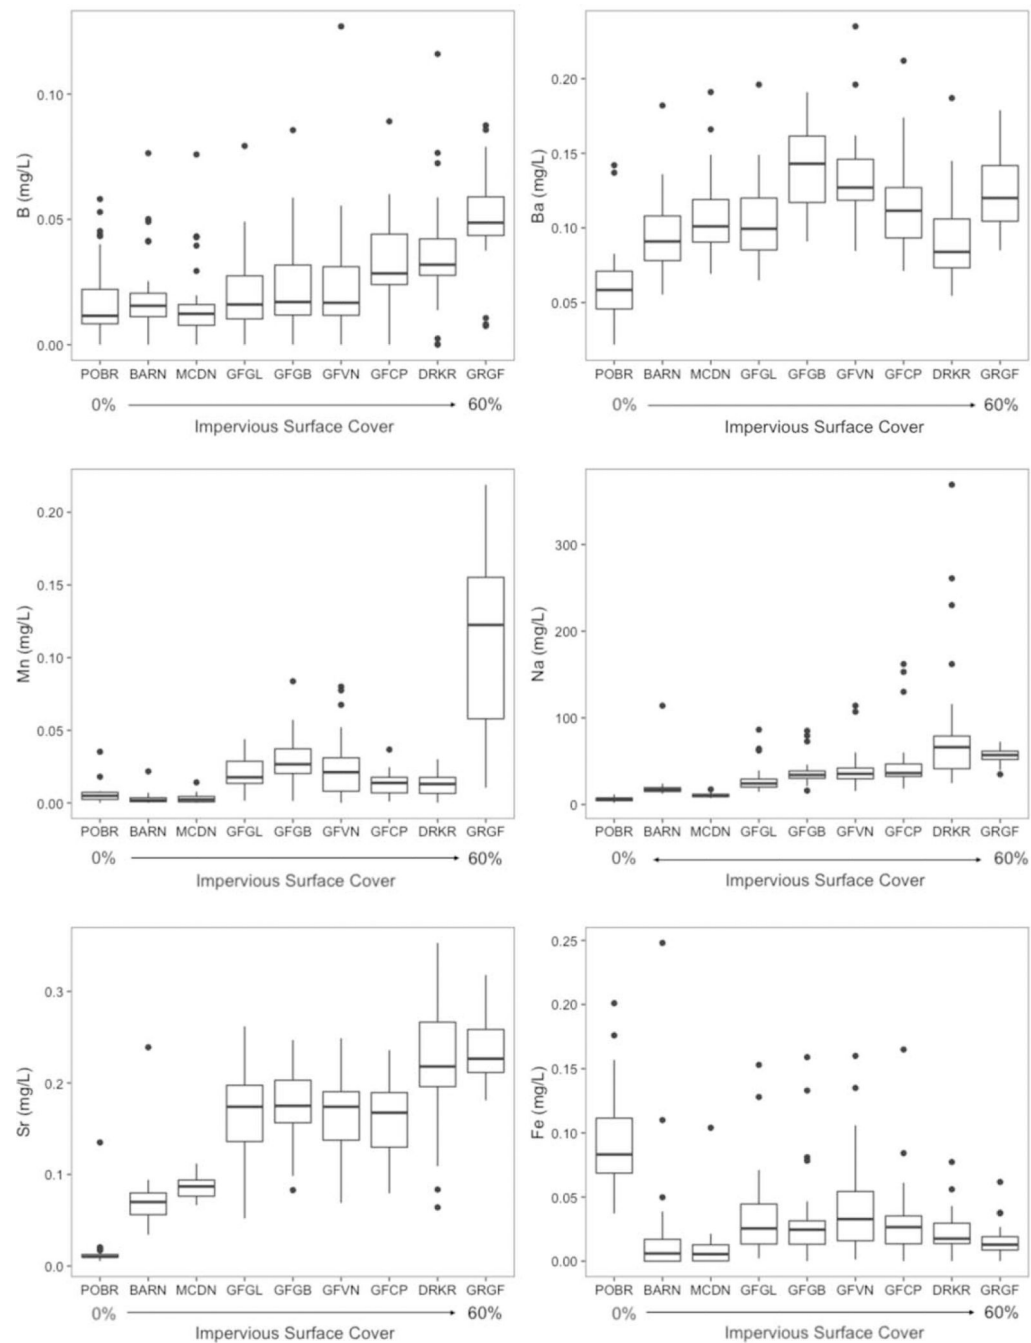 B (mg/L)
0.10
0.05
0.00
POBR BARN MCDN GFGL GFGB GFVN GFCP DRKR GRGF
0% 60%
Impervious Surface Cover
Ba (mg/L)
0.20
0.15
0.10
0.05
POBR BARN MCDN GFGL GFGB GFVN GFCP DRKR GRGF
0% 60%
Impervious Surface Cover
Mn (mg/L)
0.20
0.15
0.10
0.05
0.00
POBR BARN MCDN GFGL GFGB GFVN GFCP DRKR GRGF
0% 60%
Impervious Surface Cover
Na (mg/L)
300
200
100
0
POBR BARN MCDN GFGL GFGB GFVN GFCP DRKR GRGF
0% 60%
Impervious Surface Cover
Sr (mg/L)
0.3
0.2
0.1
0.0
POBR BARN MCDN GFGL GFGB GFVN GFCP DRKR GRGF
0% 60%
Impervious Surface Cover
Fe (mg/L)
0.25
0.20
0.15
0.10
0.05
0.00
POBR BARN MCDN GFGL GFGB GFVN GFCP DRKR GRGF
0% 60%
Impervious Surface Cover